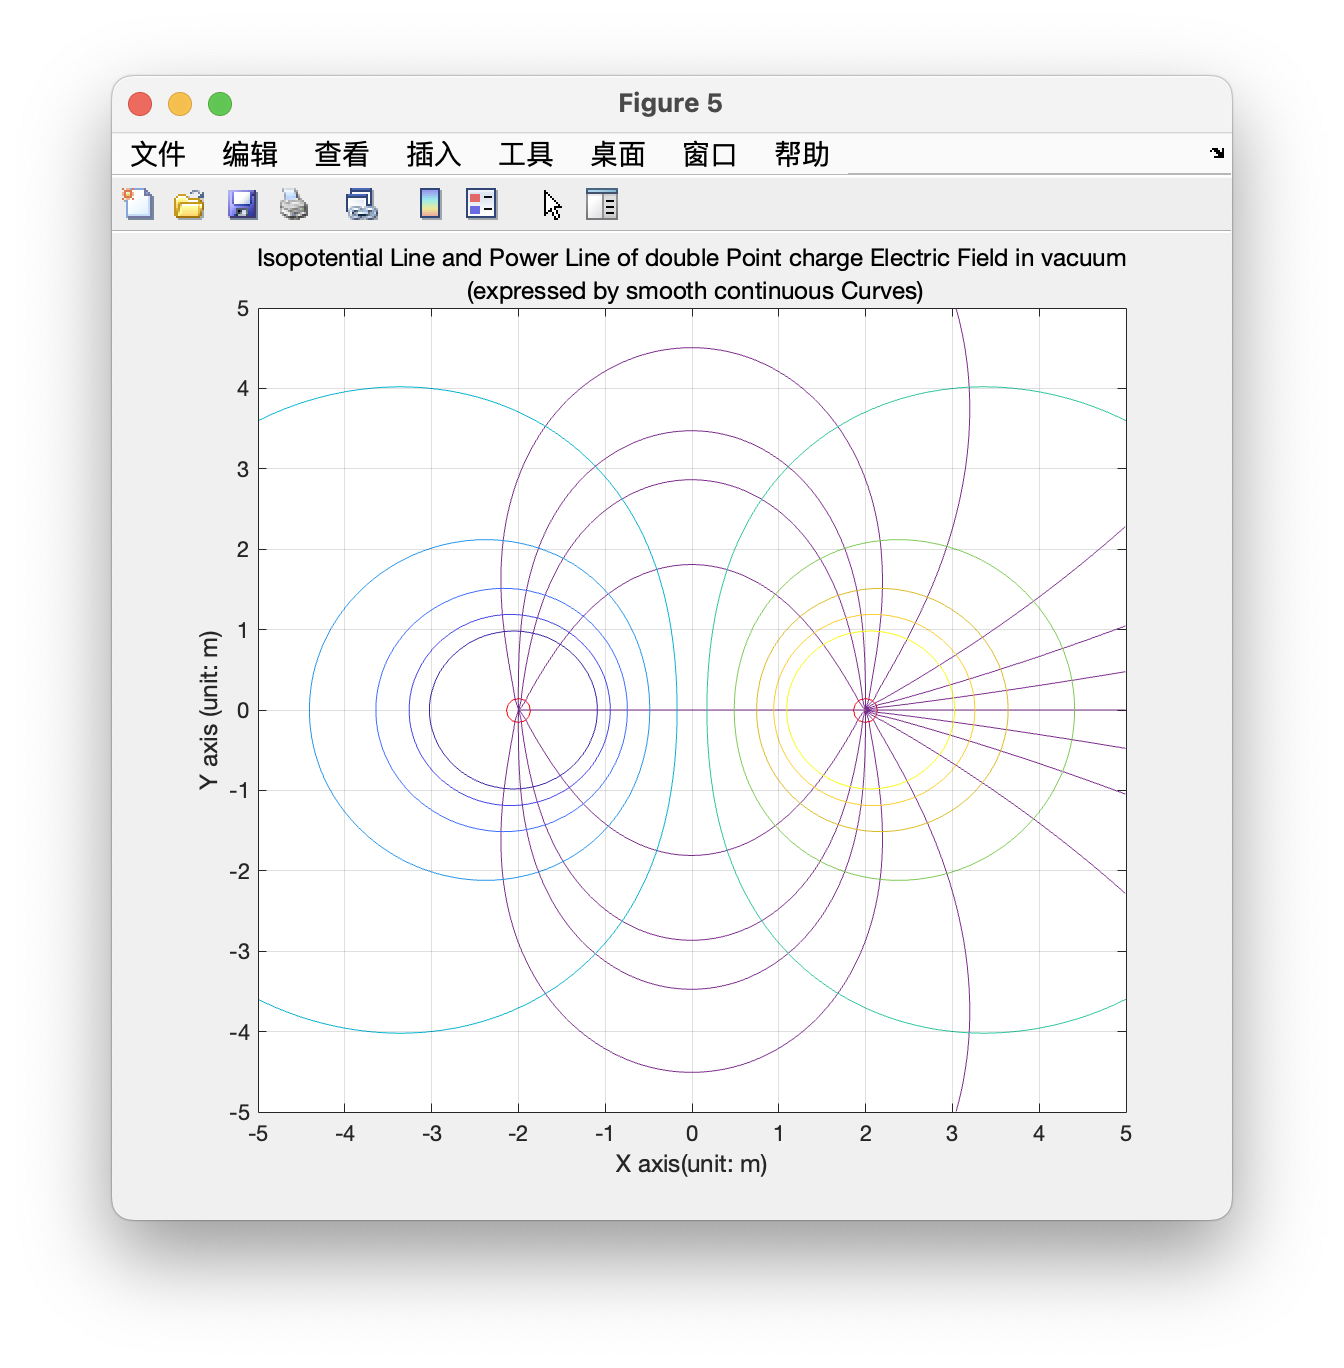 Figure 5
文件 编辑 查看 插入 工具 桌面 窗口 帮助
Isopotential Line and Power Line of double Point charge Electric Field in vacuum
(expressed by smooth continuous Curves)
5
4
3
2
1
0
-1
-2
-3
-4
-5
Y axis (unit: m)
-5 -4 -3 -2 -1 0 1 2 3 4 5
X axis(unit: m)